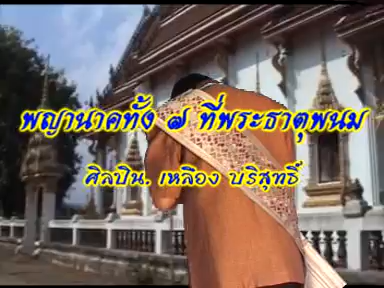 พญานาคทั้ง ๗ ที่พระธาตุพนม
ศิลปิน. เหลือง บริสุทธิ์